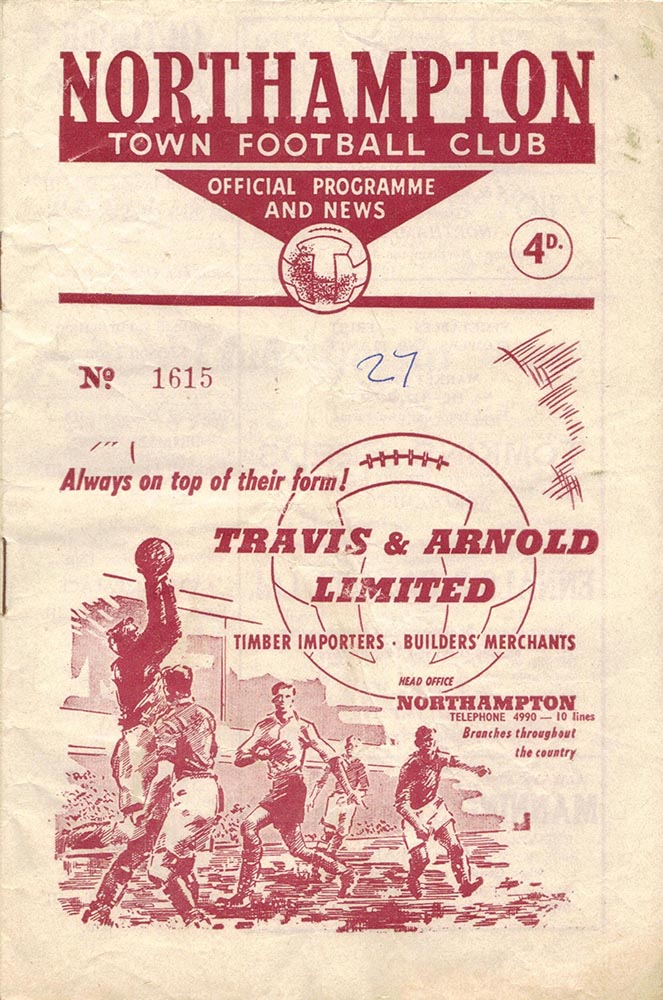 NORTHAMPTON
TOWN FOOTBALL CLUB
OFFICIAL PROGRAMME
AND NEWS
T
4D.
Nº 1615
27
Always on top of their form!
TRAVIS & ARNOLD
LIMITED
TIMBER IMPORTERS · BUILDERS' MERCHANTS
HEAD OFFICE
NORTHAMPTON
TELEPHONE 4990 — 10 lines
Branches throughout
the country